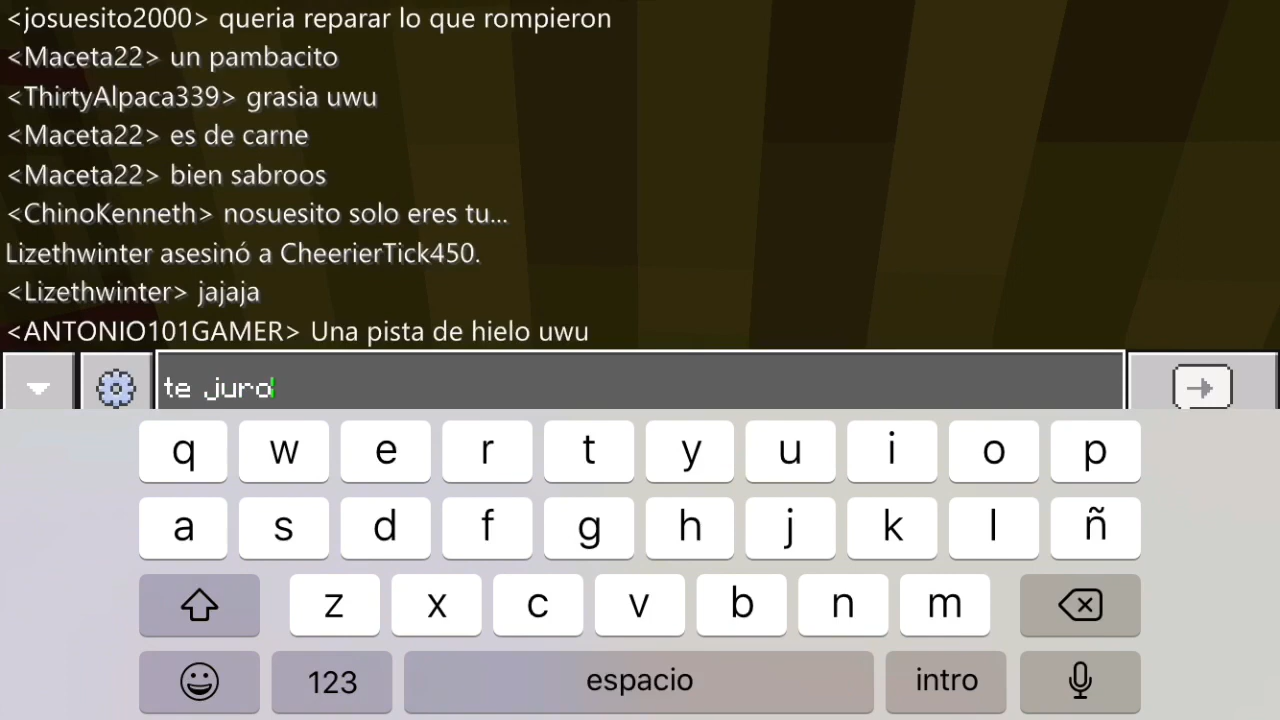 <josuesito2000> queria reparar lo que rompieron
<Maceta22> un pambacito
<ThirtyAlpaca339> grasia uwu
<Maceta22> es de carne
<Maceta22> bien sabroos
<ChinoKenneth> nosuesito solo eres tu...
Lizethwinter asesinó a CheerierTick450.
<Lizethwinter> jajaja
<ANTONIO101GAMER> Una pista de hielo uwu
te juro
q w e r t y u i o p
a s d f g h j k l ñ
z x c v b n m
123 espacio intro